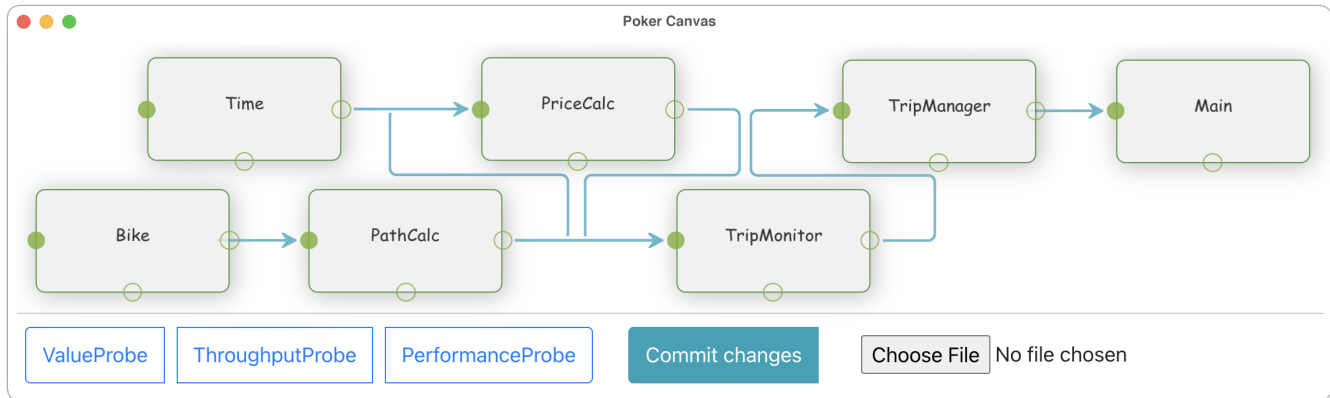 Poker Canvas
Time
PriceCalc
TripManager
Main
Bike
PathCalc
TripMonitor
ValueProbe
ThroughputProbe
PerformanceProbe
Commit changes
Choose File No file chosen